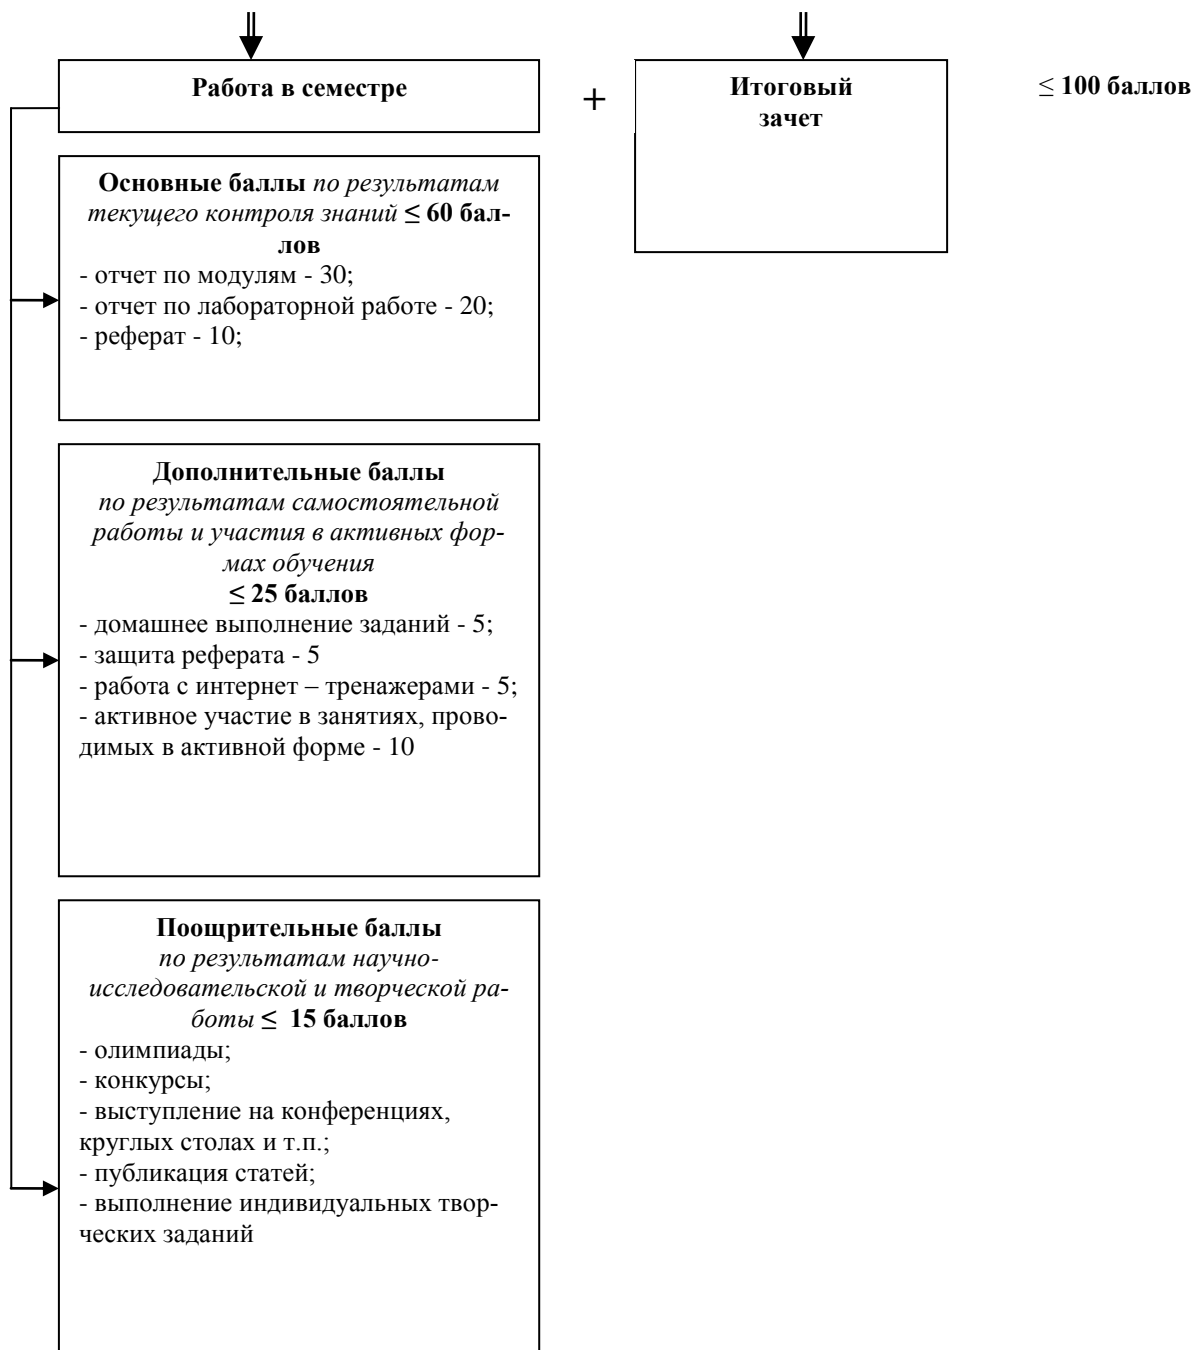 Работа в семестре
+
Итоговый
зачет
≤ 100 баллов
Основные баллы по результатам
текущего контроля знаний ≤ 60 бал-
лов
- отчет по модулям - 30;
- отчет по лабораторной работе - 20;
- реферат - 10;
Дополнительные баллы
по результатам самостоятельной
работы и участия в активных фор-
мах обучения
≤ 25 баллов
- домашнее выполнение заданий - 5;
- защита реферата - 5
- работа с интернет – тренажерами - 5;
- активное участие в занятиях, прово-
димых в активной форме - 10
Поощрительные баллы
по результатам научно-
исследовательской и творческой ра-
боты ≤ 15 баллов
- олимпиады;
- конкурсы;
- выступление на конференциях,
круглых столах и т.п.;
- публикация статей;
- выполнение индивидуальных твор-
ческих заданий